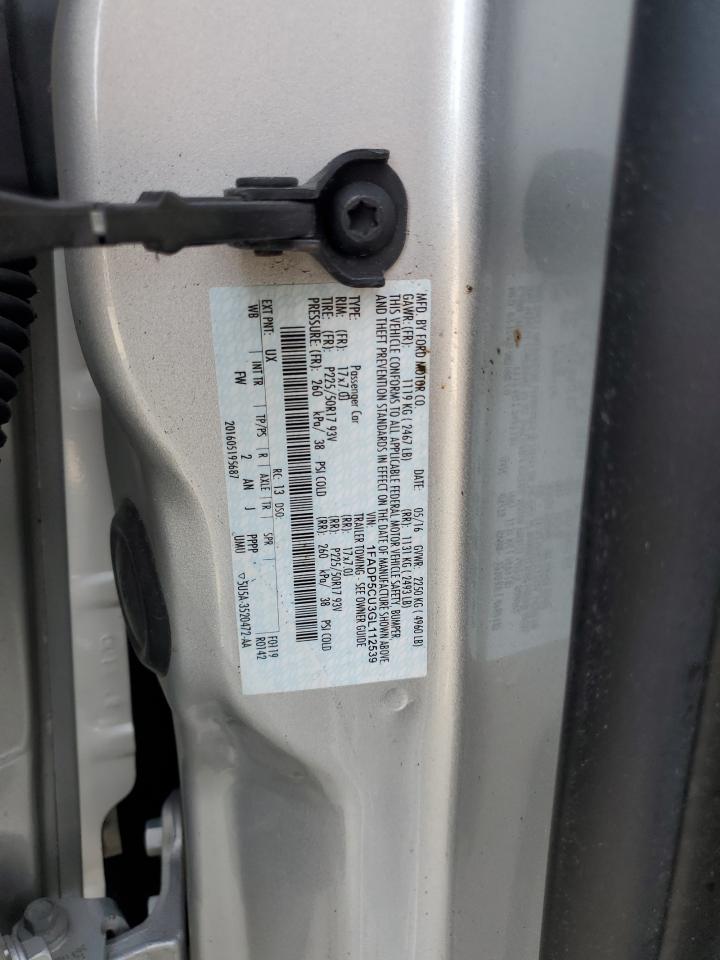 MFD. BY FORD MOTOR CO. DATE: 05/16 GVWR: 2250 KG ( 4960 LB)
GAWR: (FR): 1119 KG ( 2467 LB) (RR): 1131 KG ( 2493 LB)
THIS VEHICLE CONFORMS TO ALL APPLICABLE FEDERAL MOTOR VEHICLE SAFETY, BUMPER,
AND THEFT PREVENTION STANDARDS IN EFFECT ON THE DATE OF MANUFACTURE SHOWN ABOVE.
VIN: 1FADP5CU3GL112539
TYPE: Passenger Car TRAILER TOWING - SEE OWNER GUIDE
RIM: (FR): 17x7.0J (RR): 17x7.0J
TIRE: (FR): P225/50R17 93V (RR): P225/50R17 93V
PRESSURE: (FR): 260 kPa/ 38 PSI COLD (RR): 260 kPa/ 38 PSI COLD
EXT PNT: UX RC: 13 DSO: F0119
R0142
WB INT TR TP/PS R AXLE TR SPR
FW 2 AN J PPPP
UMU
201605195687 5U5A-3520472-AA